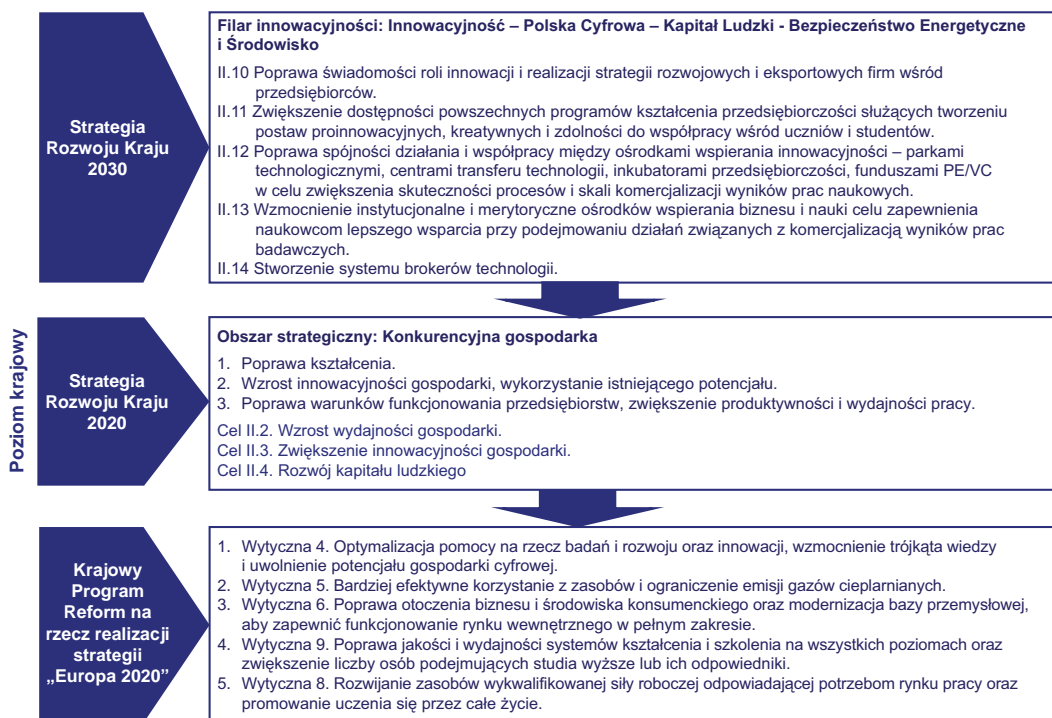 Poziom krajowy
Strategia
Rozwoju Kraju
2030
Filar innowacyjności: Innowacyjność – Polska Cyfrowa – Kapitał Ludzki - Bezpieczeństwo Energetyczne
i Środowisko
II.10 Poprawa świadomości roli innowacji i realizacji strategii rozwojowych i eksportowych firm wśród
przedsiębiorców.
II.11 Zwiększenie dostępności powszechnych programów kształcenia przedsiębiorczości służących tworzeniu
postaw proinnowacyjnych, kreatywnych i zdolności do współpracy wśród uczniów i studentów.
II.12 Poprawa spójności działania i współpracy między ośrodkami wspierania innowacyjności – parkami
technologicznymi, centrami transferu technologii, inkubatorami przedsiębiorczości, funduszami PE/VC
w celu zwiększenia skuteczności procesów i skali komercjalizacji wyników prac naukowych.
II.13 Wzmocnienie instytucjonalne i merytoryczne ośrodków wspierania biznesu i nauki celu zapewnienia
naukowcom lepszego wsparcia przy podejmowaniu działań związanych z komercjalizacją wyników prac
badawczych.
II.14 Stworzenie systemu brokerów technologii.
Strategia
Rozwoju Kraju
2020
Obszar strategiczny: Konkurencyjna gospodarka
1. Poprawa kształcenia.
2. Wzrost innowacyjności gospodarki, wykorzystanie istniejącego potencjału.
3. Poprawa warunków funkcjonowania przedsiębiorstw, zwiększenie produktywności i wydajności pracy.
Cel II.2. Wzrost wydajności gospodarki.
Cel II.3. Zwiększenie innowacyjności gospodarki.
Cel II.4. Rozwój kapitału ludzkiego
Krajowy
Program
Reform na
rzecz realizacji
strategii
„Europa 2020”
1. Wytyczna 4. Optymalizacja pomocy na rzecz badań i rozwoju oraz innowacji, wzmocnienie trójkąta wiedzy
i uwolnienie potencjału gospodarki cyfrowej.
2. Wytyczna 5. Bardziej efektywne korzystanie z zasobów i ograniczenie emisji gazów cieplarnianych.
3. Wytyczna 6. Poprawa otoczenia biznesu i środowiska konsumenckiego oraz modernizacja bazy przemysłowej,
aby zapewnić funkcjonowanie rynku wewnętrznego w pełnym zakresie.
4. Wytyczna 9. Poprawa jakości i wydajności systemów kształcenia i szkolenia na wszystkich poziomach oraz
zwiększenie liczby osób podejmujących studia wyższe lub ich odpowiedniki.
5. Wytyczna 8. Rozwijanie zasobów wykwalifikowanej siły roboczej odpowiadającej potrzebom rynku pracy oraz
promowanie uczenia się przez całe życie.